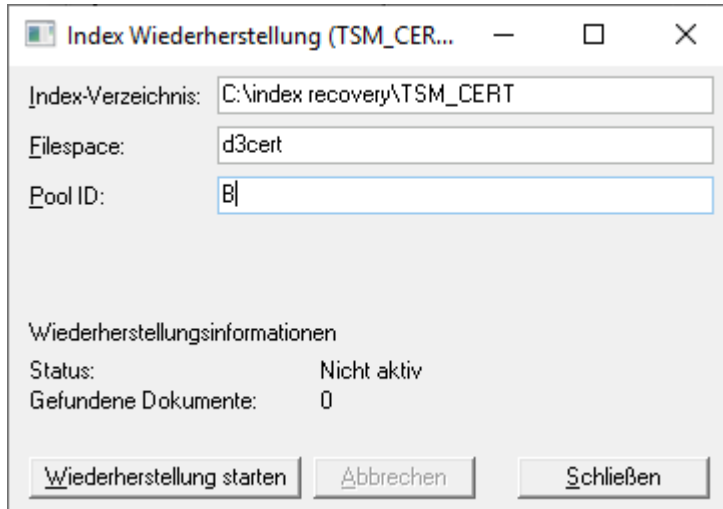 Index Wiederherstellung (TSM_CER...
Index-Verzeichnis: C:\index recovery\TSM_CERT
Filespace: d3cert
Pool ID: B
Wiederherstellungsinformationen
Status: Nicht aktiv
Gefundene Dokumente: 0
Wiederherstellung starten Abbrechen Schließen